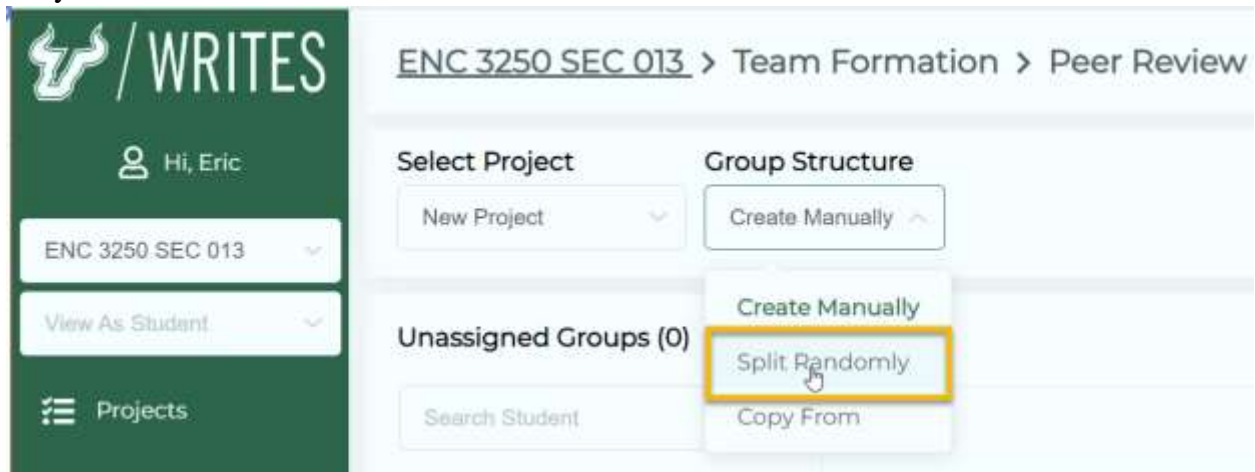 / WRITES
Hi, Eric
ENC 3250 SEC 013
View As Student
Projects
ENC 3250 SEC 013 > Team Formation > Peer Review
Select Project
Group Structure
New Project
Create Manually
Create Manually
Split Randomly
Copy From
Unassigned Groups (0)
Search Student